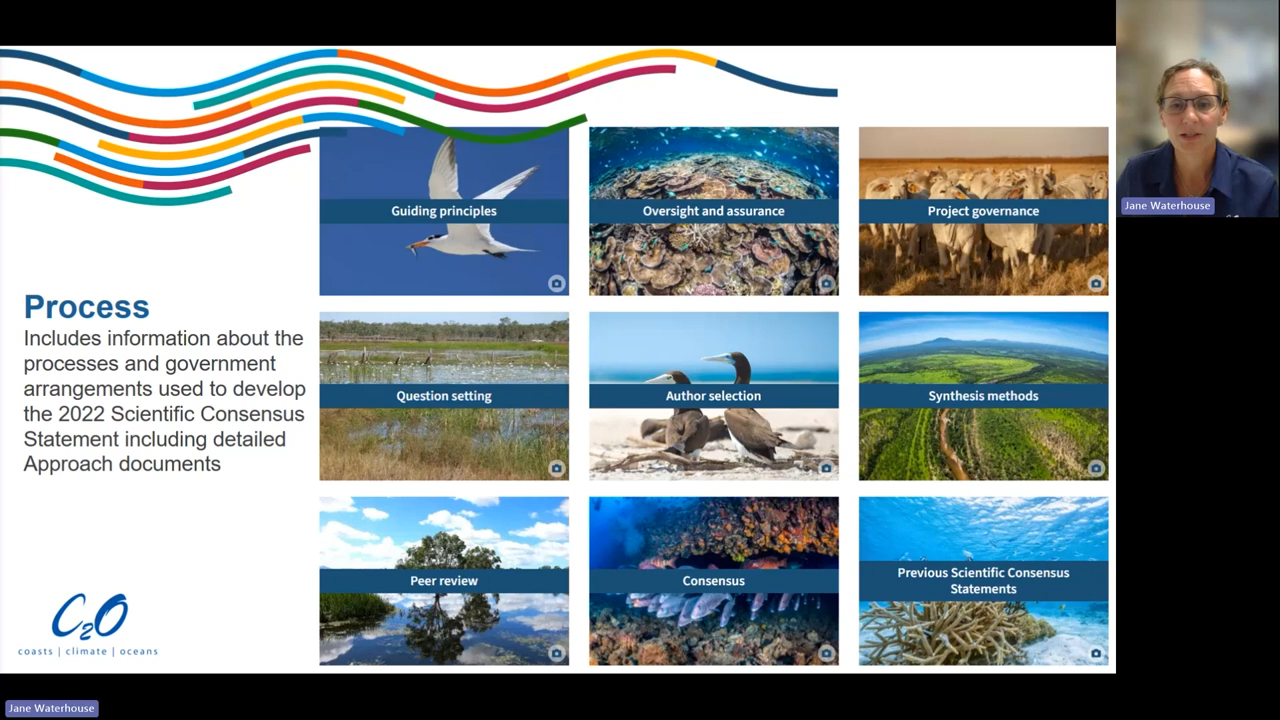 Process
Includes information about the
processes and government
arrangements used to develop
the 2022 Scientific Consensus
Statement including detailed
Approach documents
Guiding principles
Oversight and assurance
Project governance
Question setting
Author selection
Synthesis methods
Peer review
Consensus
Previous Scientific Consensus
Statements
C2O
coasts | climate | oceans
Jane Waterhouse
Jane Waterhouse